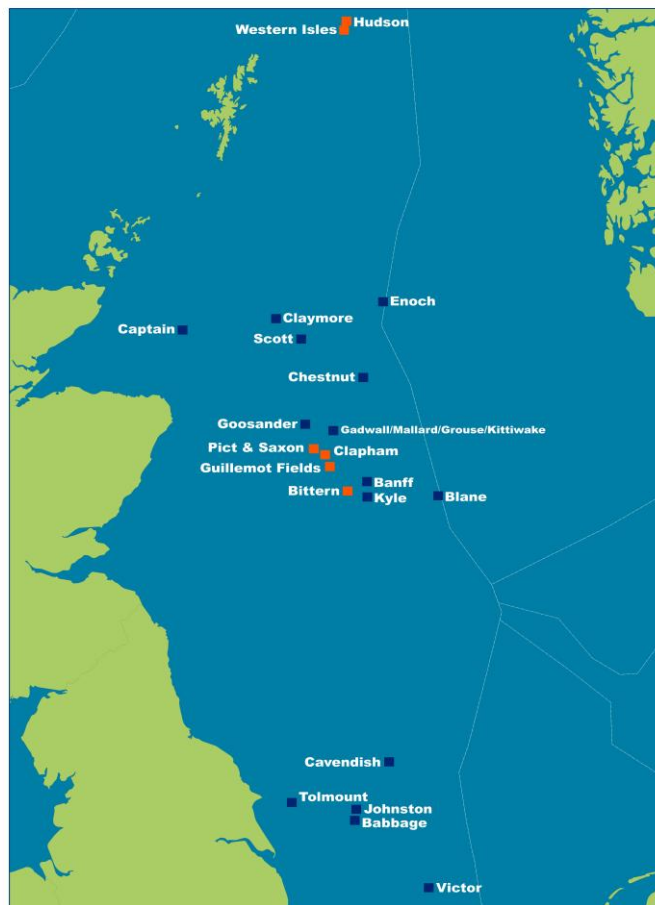 Hudson
Western Isles
Enoch
Claymore
Captain
Scott
Chestnut
Goosander
Gadwall/Mallard/Grouse/Kittiwake
Pict & Saxon
Clapham
Guillemot Fields
Banff
Bittern
Kyle
Blane
Cavendish
Tolmount
Johnston
Babbage
Victor